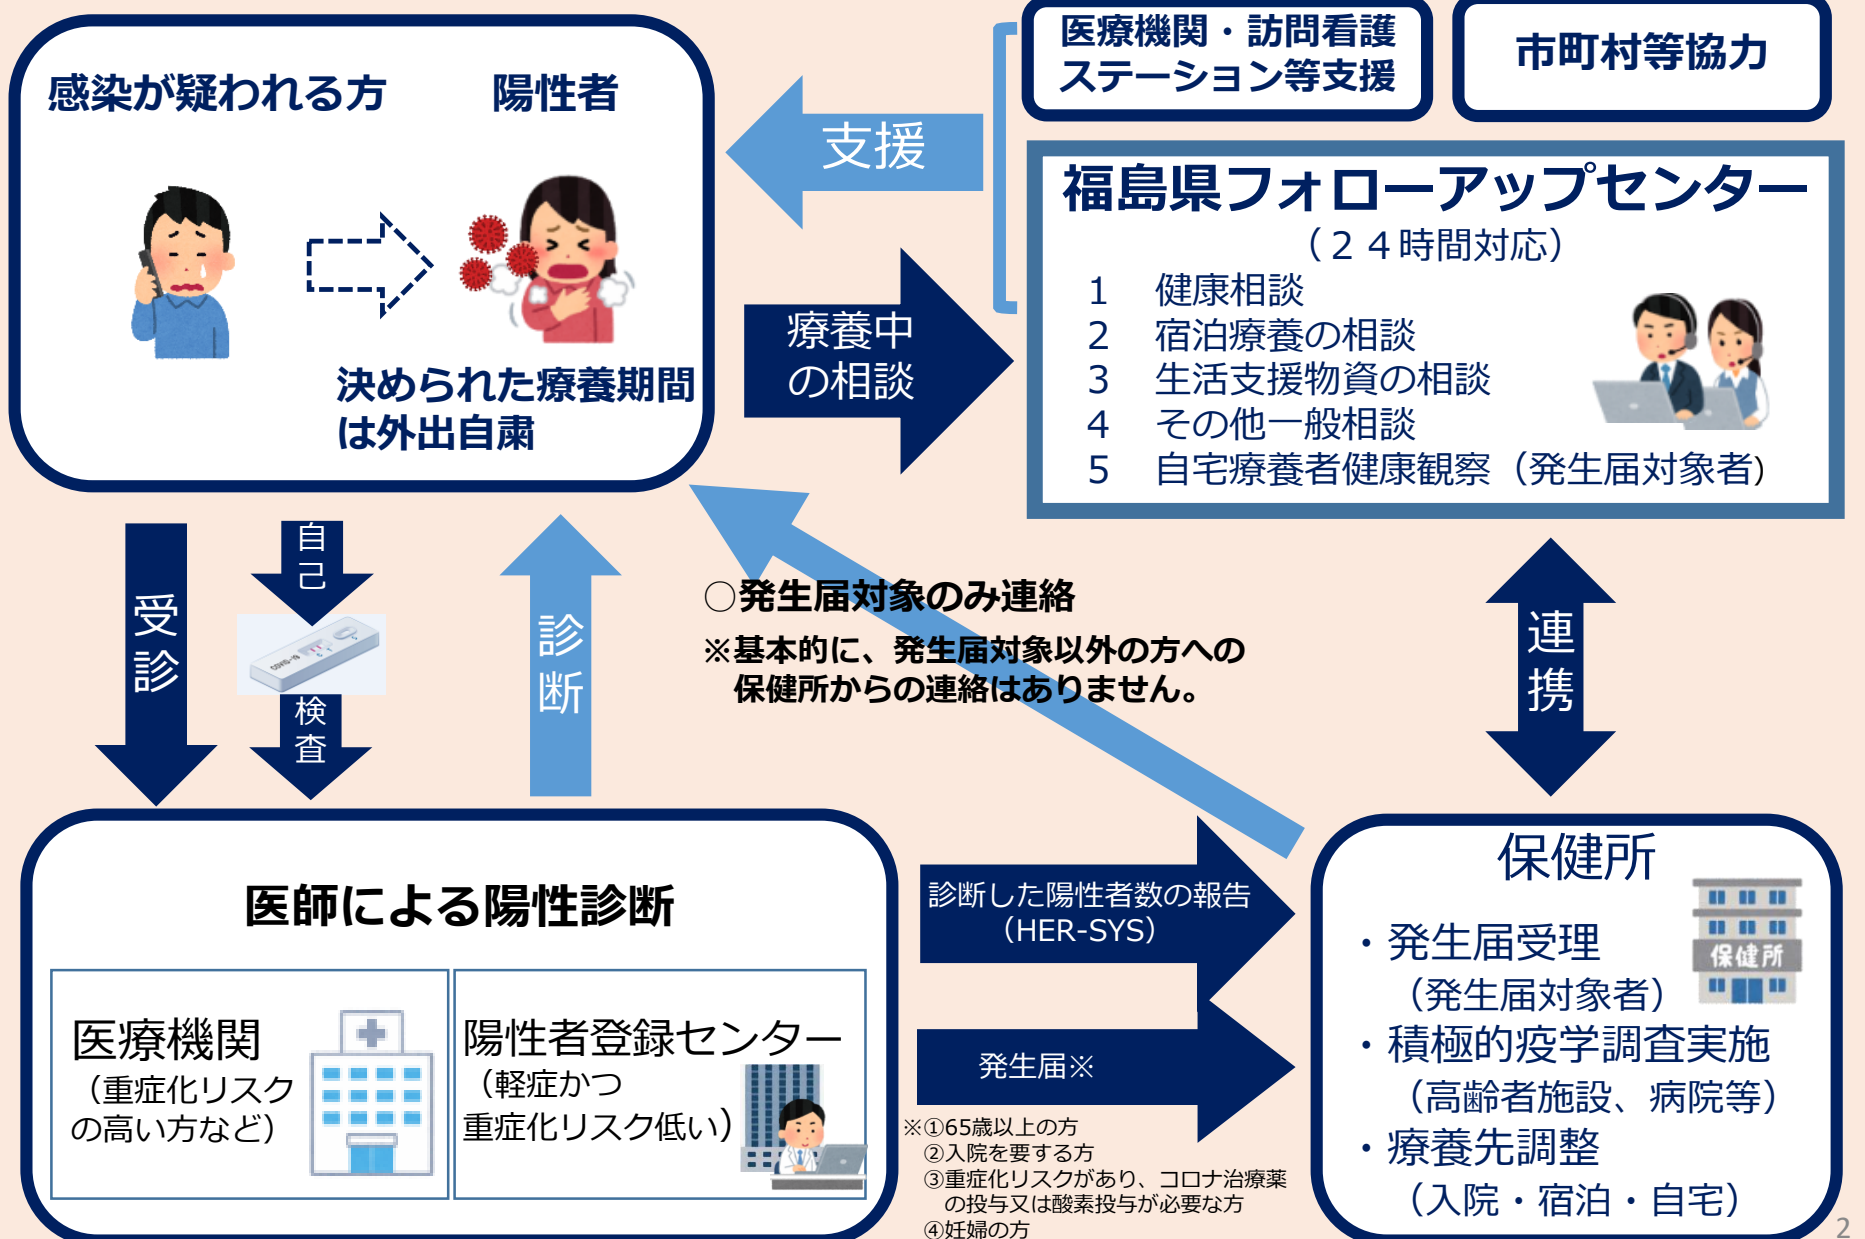 感染が疑われる方
陽性者
決められた療養期間
は外出自粛
支援
療養中
の相談
医療機関・訪問看護
ステーション等支援
市町村等協力
福島県フォローアップセンター
（２４時間対応）
1 健康相談
2 宿泊療養の相談
3 生活支援物資の相談
4 その他一般相談
5 自宅療養者健康観察（発生届対象者）
受診
自己
COVID-19
検査
診断
○発生届対象のみ連絡
※基本的に、発生届対象以外の方への
保健所からの連絡はありません。
連携
医師による陽性診断
医療機関
（重症化リスク
の高い方など）
陽性者登録センター
（軽症かつ
重症化リスク低い）
診断した陽性者数の報告
（HER-SYS）
発生届※
※①65歳以上の方
②入院を要する方
③重症化リスクがあり、コロナ治療薬
の投与又は酸素投与が必要な方
④妊婦の方
保健所
保健所
・発生届受理
（発生届対象者）
・積極的疫学調査実施
（高齢者施設、病院等）
・療養先調整
（入院・宿泊・自宅）
2